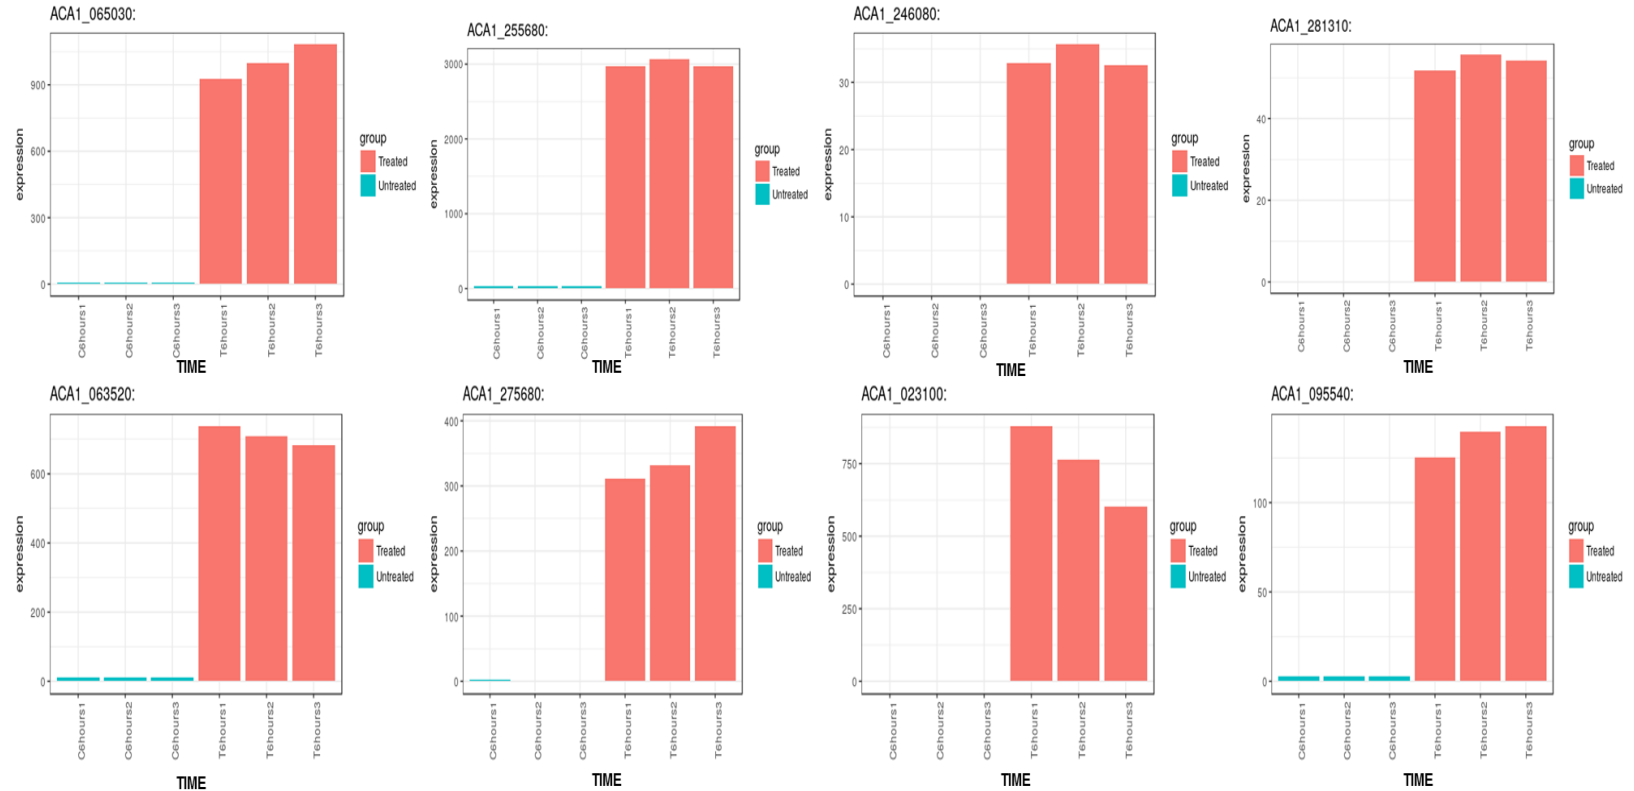 ACA1_065030:
expression
900
600
300
0
C6hours1
C6hours2
C6hours3
T6hours1
T6hours2
T6hours3
TIME
group
Treated
Untreated
ACA1_255680:
expression
3000
2000
1000
0
C6hours1
C6hours2
C6hours3
T6hours1
T6hours2
T6hours3
TIME
group
Treated
Untreated
ACA1_246080:
expression
30
20
10
0
C6hours1
C6hours2
C6hours3
T6hours1
T6hours2
T6hours3
TIME
group
Treated
Untreated
ACA1_281310:
expression
40
20
0
C6hours1
C6hours2
C6hours3
T6hours1
T6hours2
T6hours3
TIME
group
Treated
Untreated
ACA1_063520:
expression
600
400
200
0
C6hours1
C6hours2
C6hours3
T6hours1
T6hours2
T6hours3
TIME
group
Treated
Untreated
ACA1_275680:
expression
400
300
200
100
0
C6hours1
C6hours2
C6hours3
T6hours1
T6hours2
T6hours3
TIME
group
Treated
Untreated
ACA1_023100:
expression
750
500
250
0
C6hours1
C6hours2
C6hours3
T6hours1
T6hours2
T6hours3
TIME
group
Treated
Untreated
ACA1_095540:
expression
100
50
0
C6hours1
C6hours2
C6hours3
T6hours1
T6hours2
T6hours3
TIME
group
Treated
Untreated